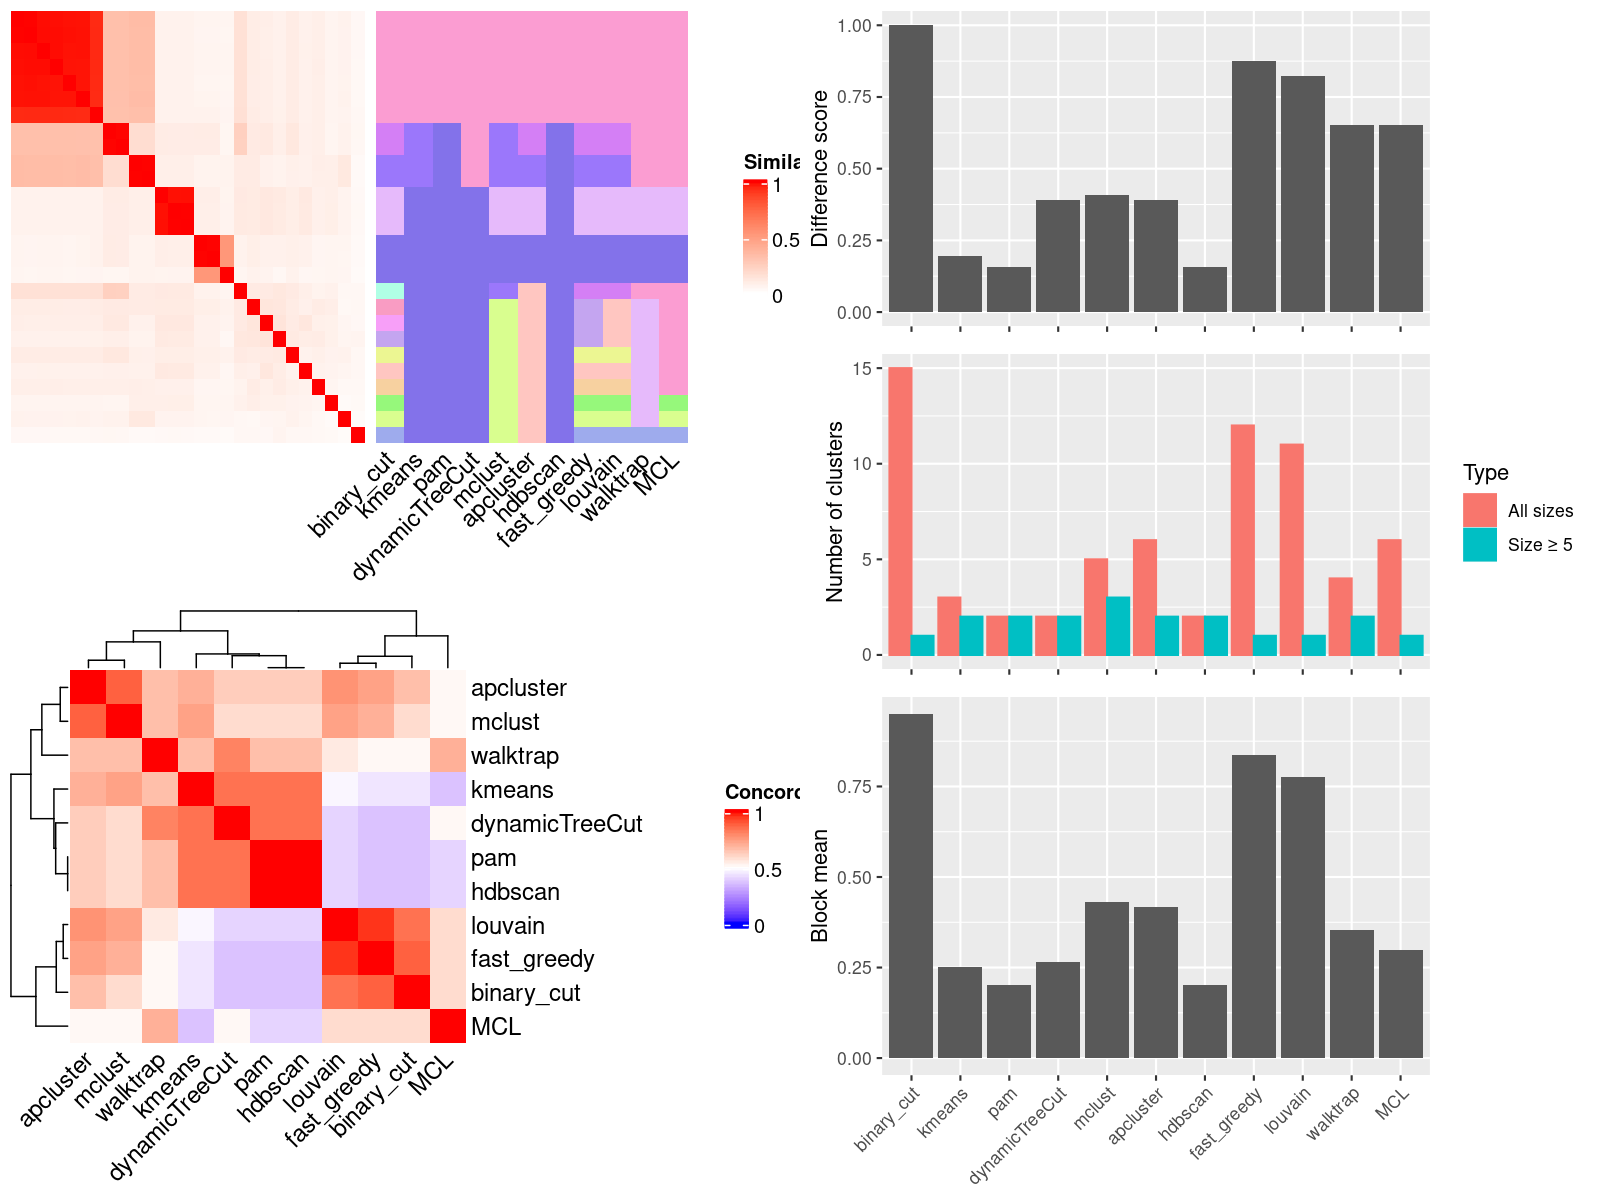 Simila
1
0.5
0
binary_cut
kmeans
pam
dynamicTreeCut
mclust
apcluster
hdbscan
fast_greedy
louvain
walktrap
MCL
Difference score
1.00
0.75
0.50
0.25
0.00
Number of clusters
15
10
5
0
Type
All sizes
Size ≥ 5
apcluster
mclust
walktrap
kmeans
dynamicTreeCut
pam
hdbscan
louvain
fast_greedy
binary_cut
MCL
apcluster
mclust
walktrap
kmeans
dynamicTreeCut
pam
hdbscan
louvain
fast_greedy
binary_cut
MCL
Concord
1
0.5
0
Block mean
0.75
0.50
0.25
0.00
binary_cut
kmeans
pam
dynamicTreeCut
mclust
apcluster
hdbscan
fast_greedy
louvain
walktrap
MCL